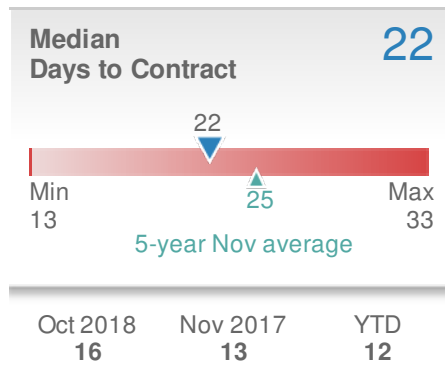 Median
Days to Contract
22
22
25
Min
13
Max
33
5-year Nov average
Oct 2018
16
Nov 2017
13
YTD
12